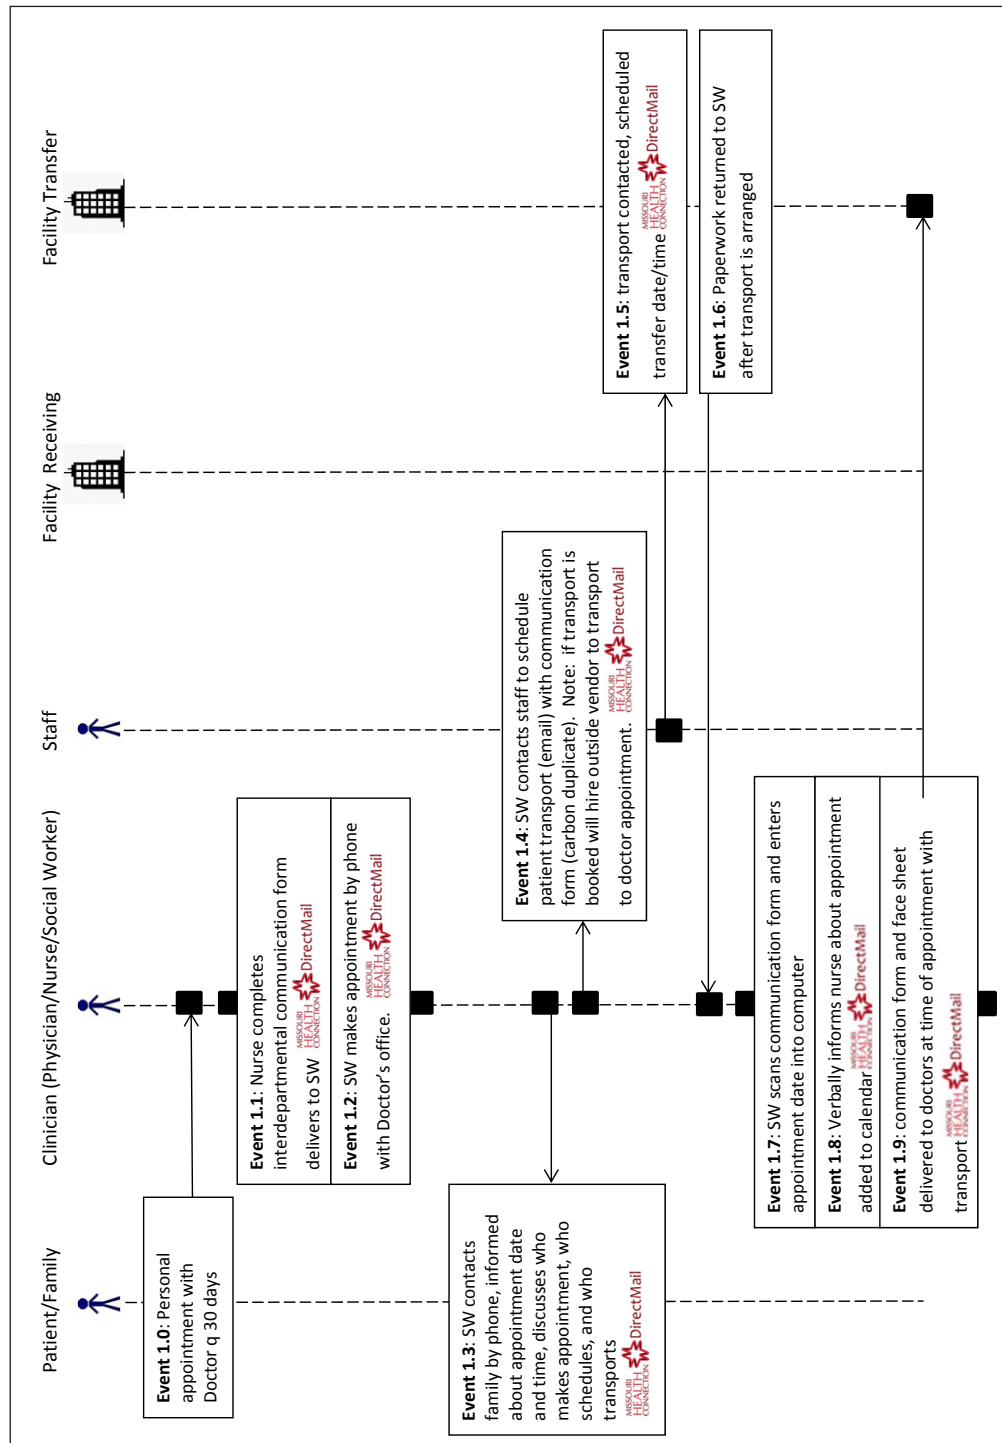 Patient/Family
Clinician (Physician/Nurse/Social Worker)
Staff
Facility Receiving
Facility Transfer
Event 1.0: Personal
appointment with
Doctor q 30 days
Event 1.1: Nurse completes
interdepartmental communication form
delivers to SW
MISSOURI
HEALTH
CONNECTION
DirectMail
Event 1.2: SW makes appointment by phone
with Doctor’s office.
MISSOURI
HEALTH
CONNECTION
DirectMail
Event 1.3: SW contacts
family by phone, informed
about appointment date
and time, discusses who
makes appointment, who
schedules, and who
transports
MISSOURI
HEALTH
CONNECTION
DirectMail
Event 1.4: SW contacts staff to schedule
patient transport (email) with communication
form (carbon duplicate). Note: if transport is
booked will hire outside vendor to transport
to doctor appointment.
MISSOURI
HEALTH
CONNECTION
DirectMail
Event 1.5: transport contacted, scheduled
transfer date/time
MISSOURI
HEALTH
CONNECTION
DirectMail
Event 1.6: Paperwork returned to SW
after transport is arranged
Event 1.7: SW scans communication form and enters
appointment date into computer
Event 1.8: Verbally informs nurse about appointment
added to calendar
MISSOURI
HEALTH
CONNECTION
DirectMail
Event 1.9: communication form and face sheet
delivered to doctors at time of appointment with
transport
MISSOURI
HEALTH
CONNECTION
DirectMail